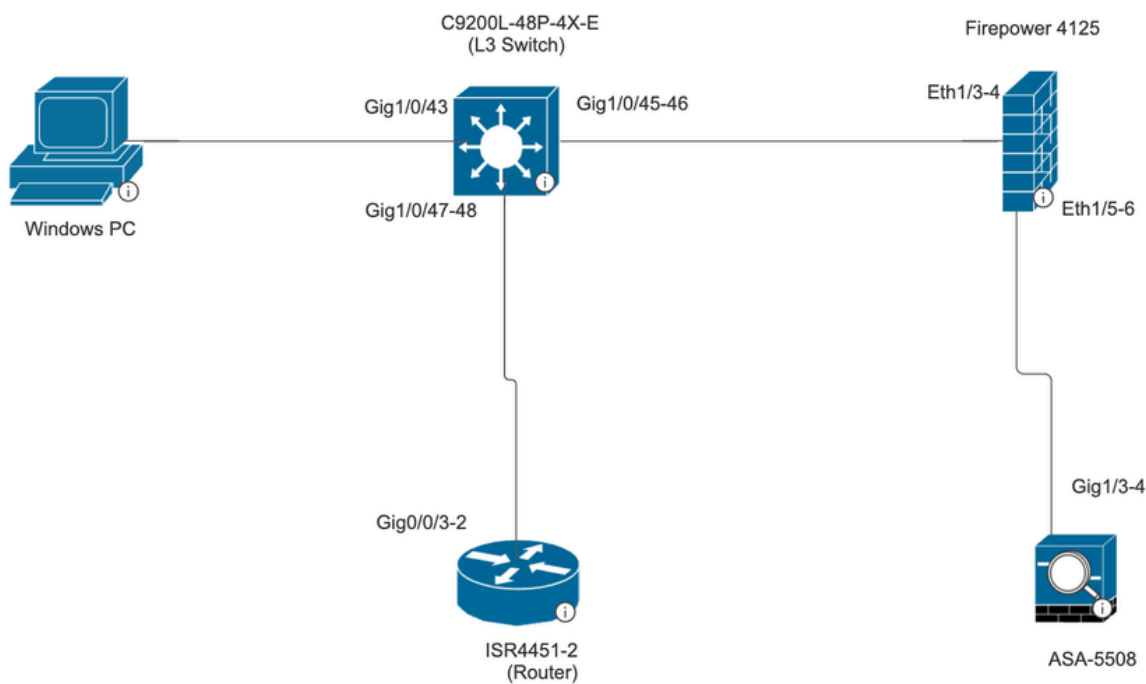 C9200L-48P-4X-E
(L3 Switch)
Firepower 4125
Gig1/0/43
Gig1/0/45-46
Eth1/3-4
Windows PC
Gig1/0/47-48
Eth1/5-6
Gig1/3-4
Gig0/0/3-2
ISR4451-2
(Router)
ASA-5508